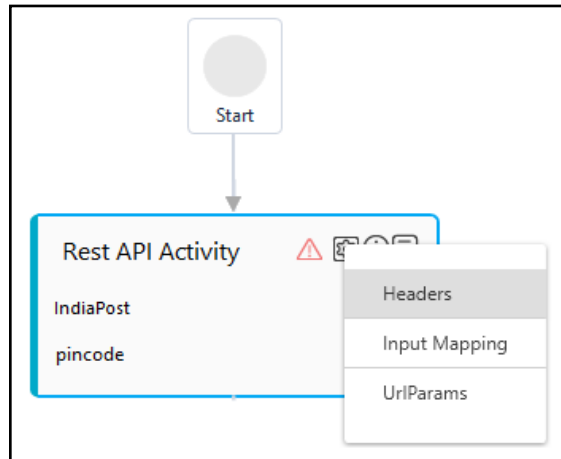 Start
Rest API Activity
IndiaPost
pincode
Headers
Input Mapping
UrlParams